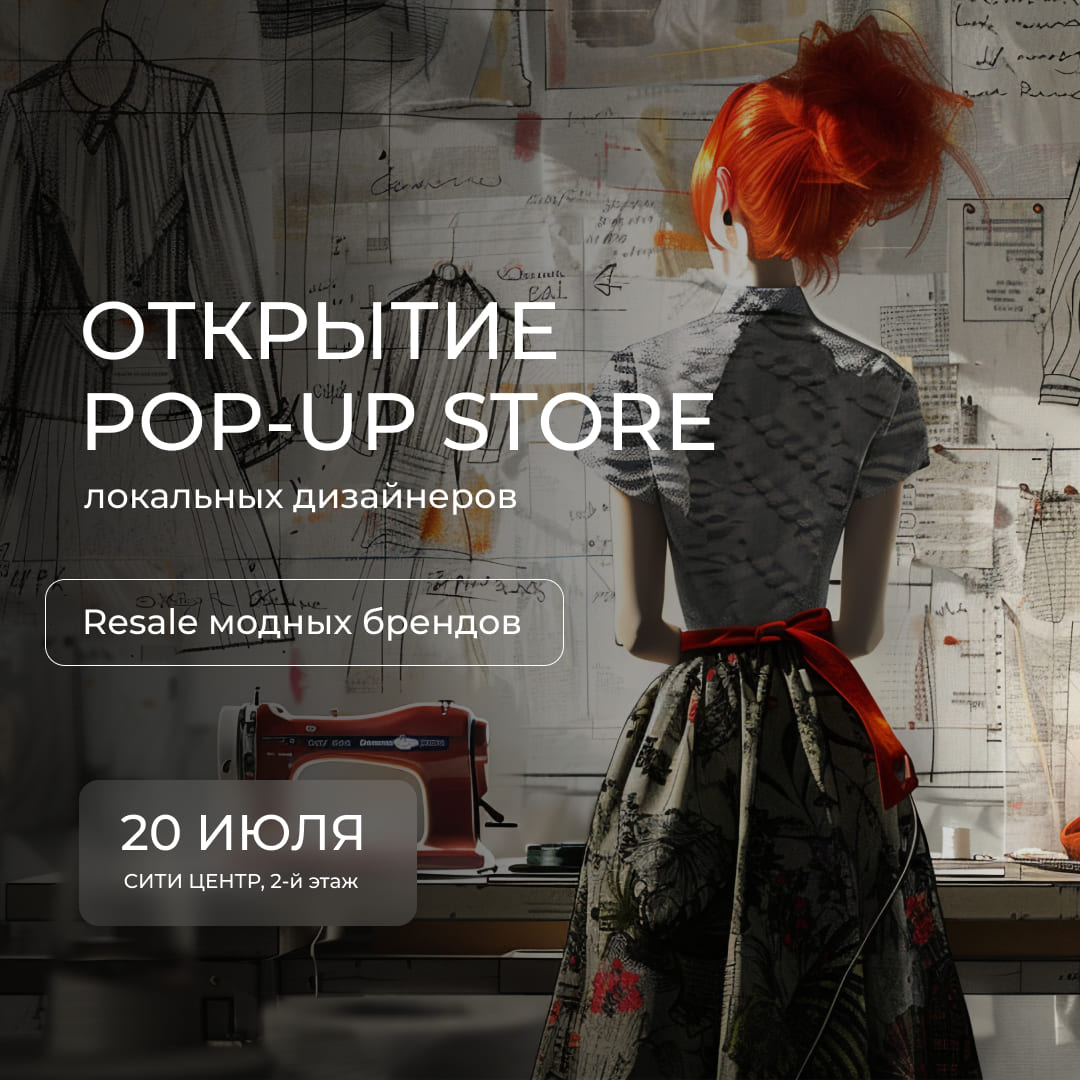 ОТКРЫТИЕ
POP-UP STORE
локальных дизайнеров
Resale модных брендов
20 ИЮЛЯ
СИТИ ЦЕНТР, 2-й этаж